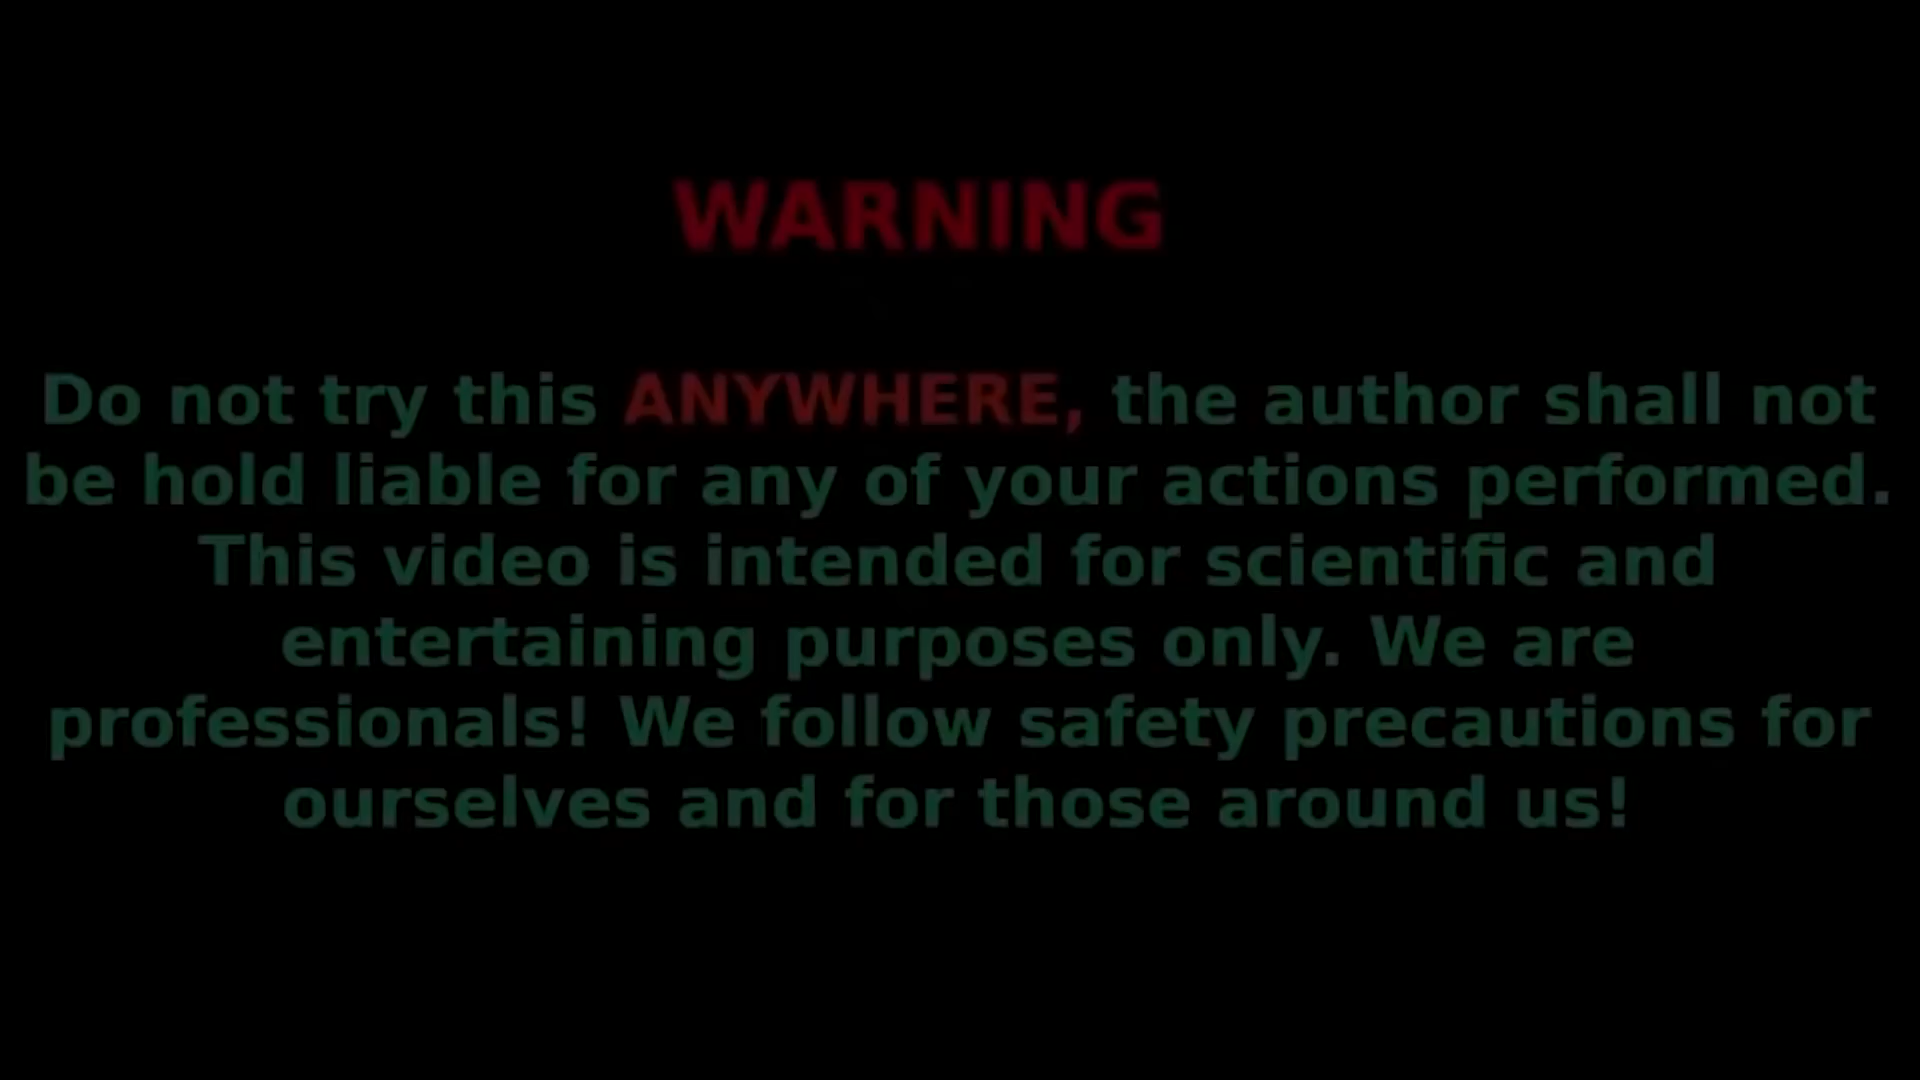 WARNING
Do not try this ANYWHERE, the author shall not
be hold liable for any of your actions performed.
This video is intended for scientific and
entertaining purposes only. We are
professionals! We follow safety precautions for
ourselves and for those around us!